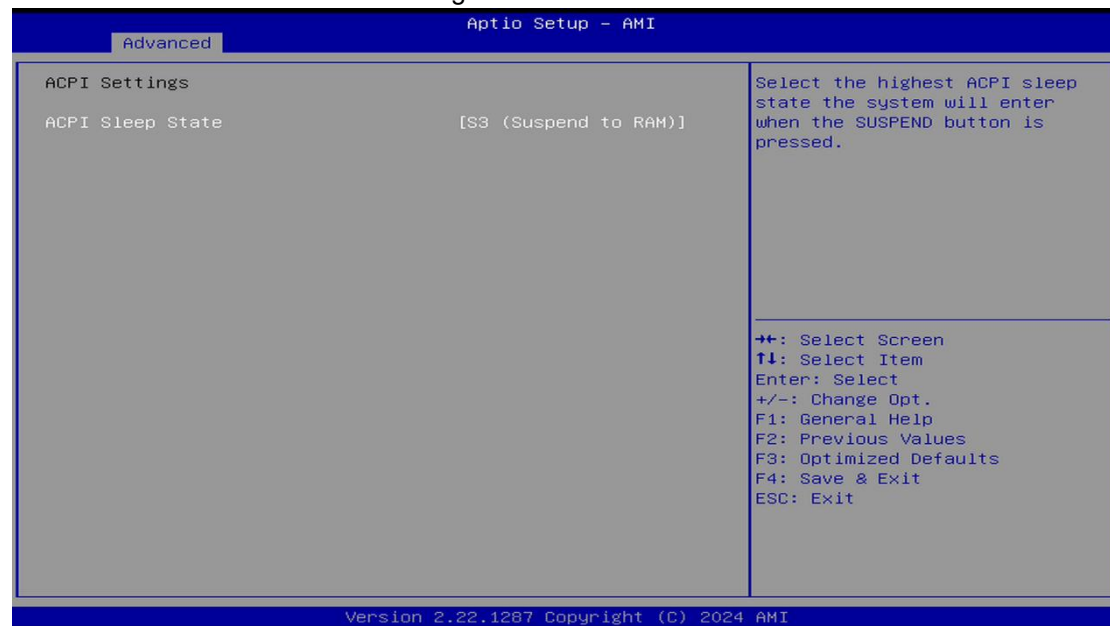 Aptio Setup – AMI
Advanced
ACPI Settings
ACPI Sleep State [S3 (Suspend to RAM)]
Select the highest ACPI sleep
state the system will enter
when the SUSPEND button is
pressed.
→←: Select Screen
↑↓: Select Item
Enter: Select
+/-: Change Opt.
F1: General Help
F2: Previous Values
F3: Optimized Defaults
F4: Save & Exit
ESC: Exit
Version 2.22.1287 Copyright (C) 2024 AMI